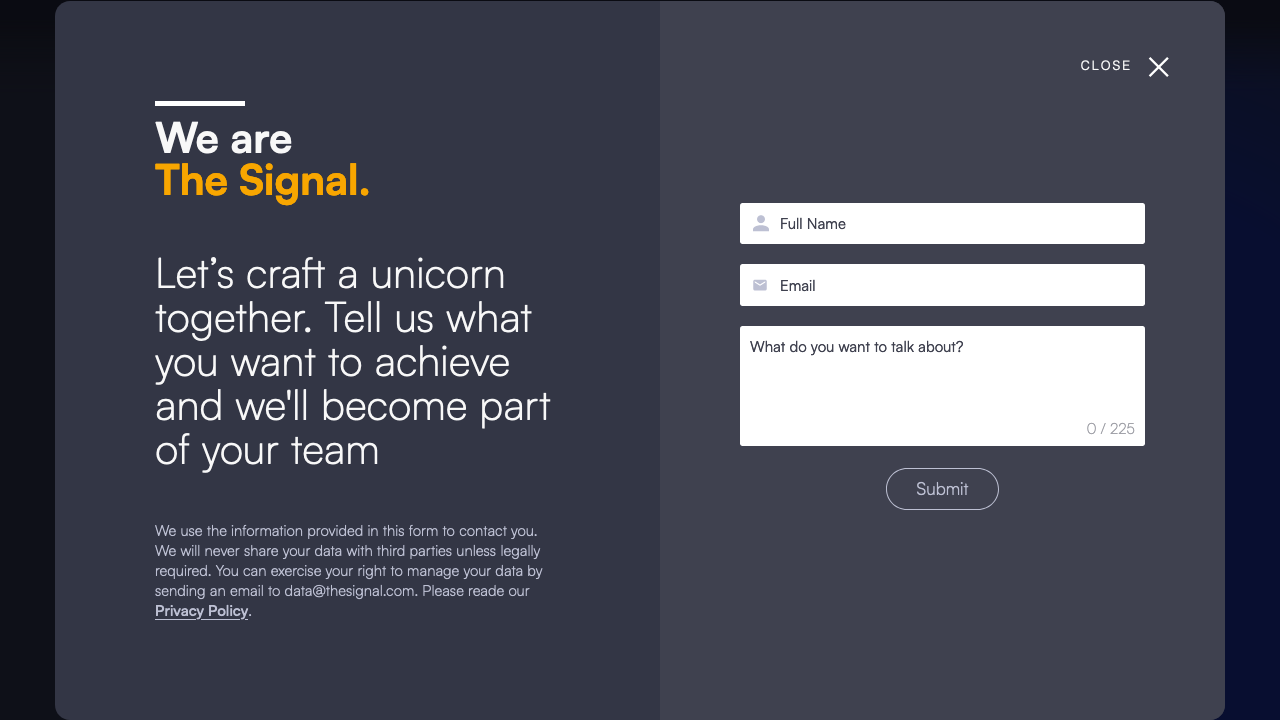 CLOSE
We are
The Signal.
Let’s craft a unicorn
together. Tell us what
you want to achieve
and we'll become part
of your team
We use the information provided in this form to contact you.
We will never share your data with third parties unless legally
required. You can exercise your right to manage your data by
sending an email to data@thesignal.com. Please reade our
Privacy Policy.
Full Name
Email
What do you want to talk about?
0 / 225
Submit